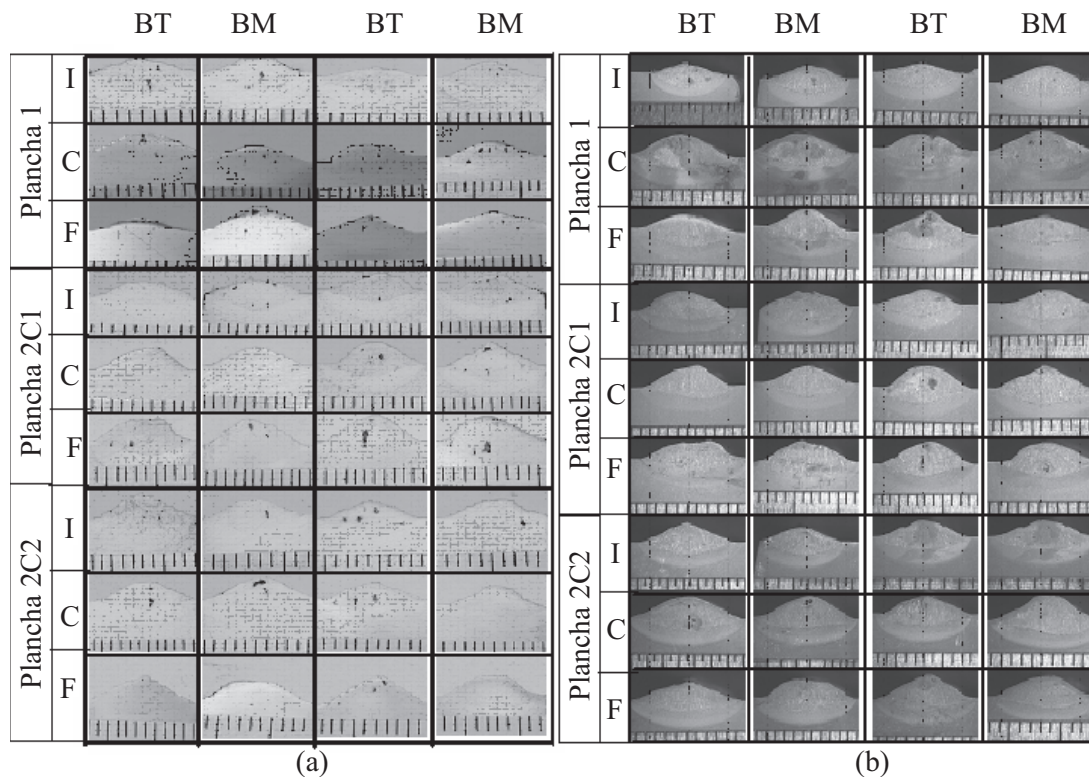 BT BM BT BM
Plancha 1
I
C
F
Plancha 2C1
I
C
F
Plancha 2C2
I
C
F
(a)
BT BM BT BM
Plancha 1
I
C
F
Plancha 2C1
I
C
F
Plancha 2C2
I
C
F
(b)